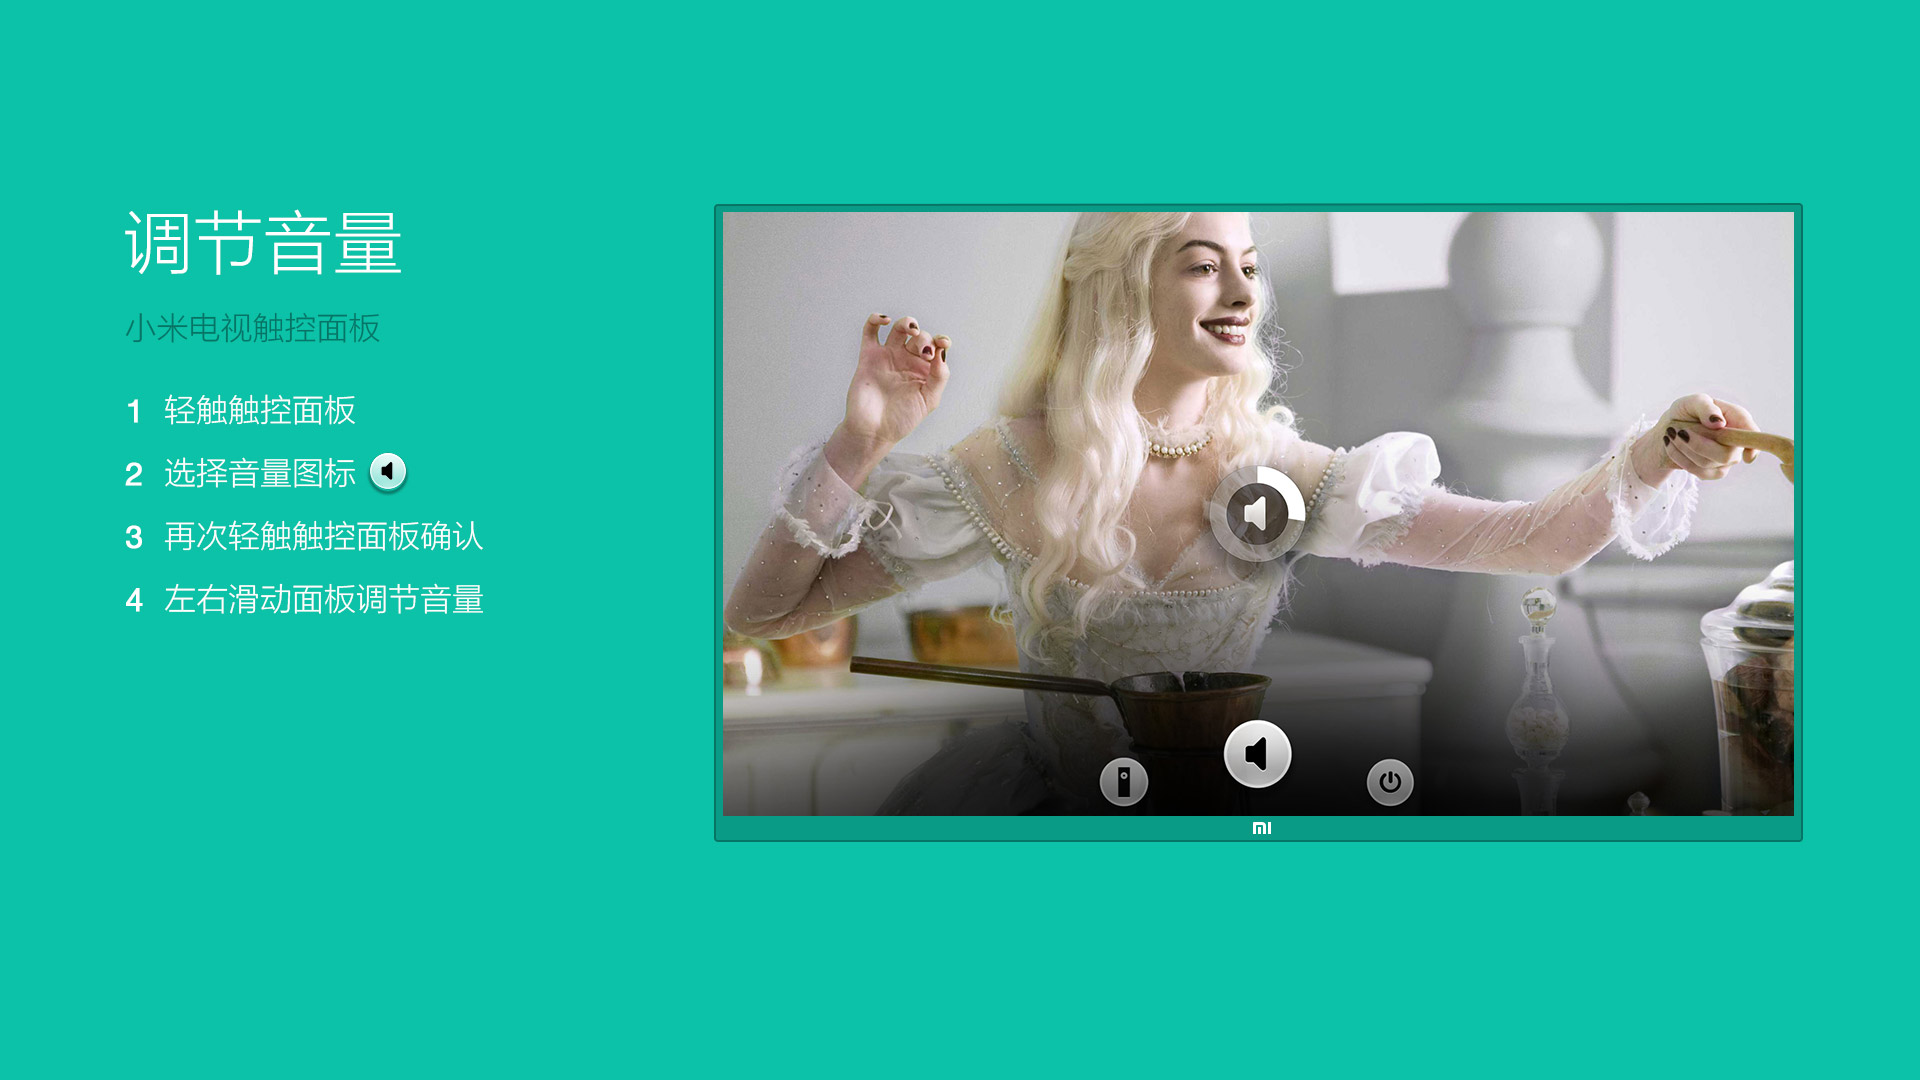 调节音量
小米电视触控面板
1 轻触触控面板
2 选择音量图标
3 再次轻触触控面板确认
4 左右滑动面板调节音量
mi